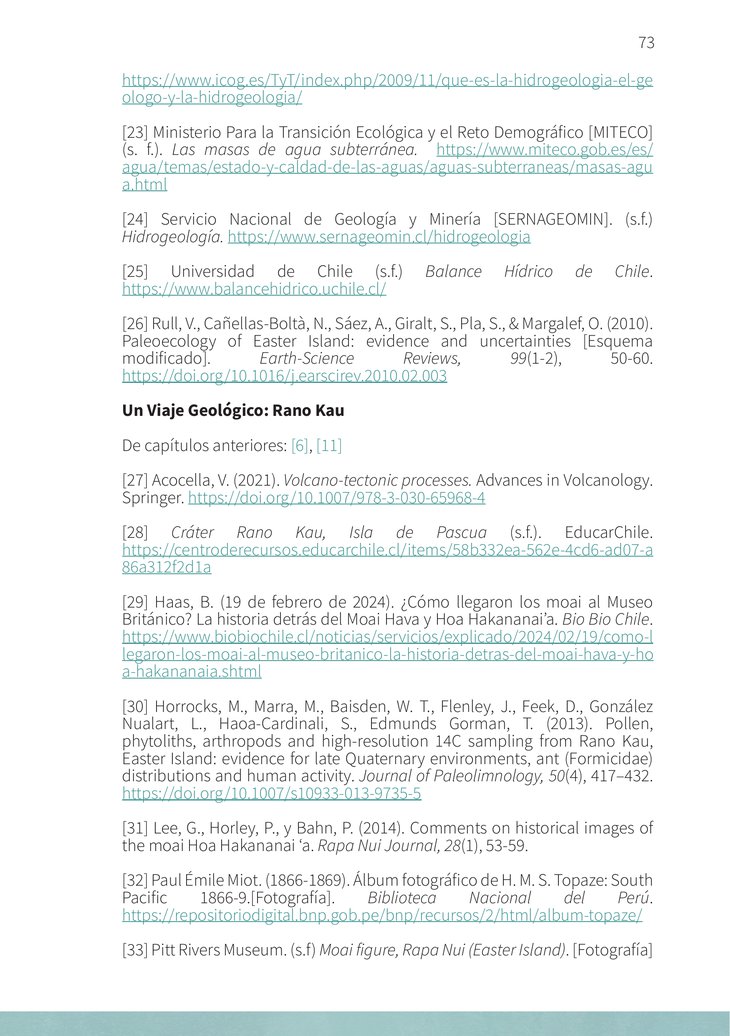 73
https://www.icog.es/TyT/index.php/2009/11/que-es-la-hidrogeologia-el-ge
ologo-y-la-hidrogeologia/
[23] Ministerio Para la Transición Ecológica y el Reto Demográfico [MITECO]
(s. f.). Las masas de agua subterránea. https://www.miteco.gob.es/es/
agua/temas/estado-y-caldad-de-las-aguas/aguas-subterraneas/masas-agu
a.html
[24] Servicio Nacional de Geología y Minería [SERNAGEOMIN]. (s.f.)
Hidrogeología. https://www.sernageomin.cl/hidrogeologia
[25] Universidad de Chile (s.f.) Balance Hídrico de Chile.
https://www.balancehidrico.uchile.cl/
[26] Rull, V., Cañellas-Boltà, N., Sáez, A., Giralt, S., Pla, S., & Margalef, O. (2010).
Paleoecology of Easter Island: evidence and uncertainties [Esquema
modificado]. Earth-Science Reviews, 99(1-2), 50-60.
https://doi.org/10.1016/j.earscirev.2010.02.003
Un Viaje Geológico: Rano Kau
De capítulos anteriores: [6], [11]
[27] Acocella, V. (2021). Volcano-tectonic processes. Advances in Volcanology.
Springer. https://doi.org/10.1007/978-3-030-65968-4
[28] Cráter Rano Kau, Isla de Pascua (s.f.). EducarChile.
https://centroderecursos.educarchile.cl/items/58b332ea-562e-4cd6-ad07-a
86a312f2d1a
[29] Haas, B. (19 de febrero de 2024). ¿Cómo llegaron los moai al Museo
Británico? La historia detrás del Moai Hava y Hoa Hakananai’a. Bio Bio Chile.
https://www.biobiochile.cl/noticias/servicios/explicado/2024/02/19/como-l
legaron-los-moai-al-museo-britanico-la-historia-detras-del-moai-hava-y-ho
a-hakananaia.shtml
[30] Horrocks, M., Marra, M., Baisden, W. T., Flenley, J., Feek, D., González
Nualart, L., Haoa-Cardinali, S., Edmunds Gorman, T. (2013). Pollen,
phytoliths, arthropods and high-resolution 14C sampling from Rano Kau,
Easter Island: evidence for late Quaternary environments, ant (Formicidae)
distributions and human activity. Journal of Paleolimnology, 50(4), 417–432.
https://doi.org/10.1007/s10933-013-9735-5
[31] Lee, G., Horley, P., y Bahn, P. (2014). Comments on historical images of
the moai Hoa Hakananai ‘a. Rapa Nui Journal, 28(1), 53-59.
[32] Paul Émile Miot. (1866-1869). Álbum fotográfico de H. M. S. Topaze: South
Pacific 1866-9.[Fotografía]. Biblioteca Nacional del Perú.
https://repositoriodigital.bnp.gob.pe/bnp/recursos/2/html/album-topaze/
[33] Pitt Rivers Museum. (s.f) Moai figure, Rapa Nui (Easter Island). [Fotografía]